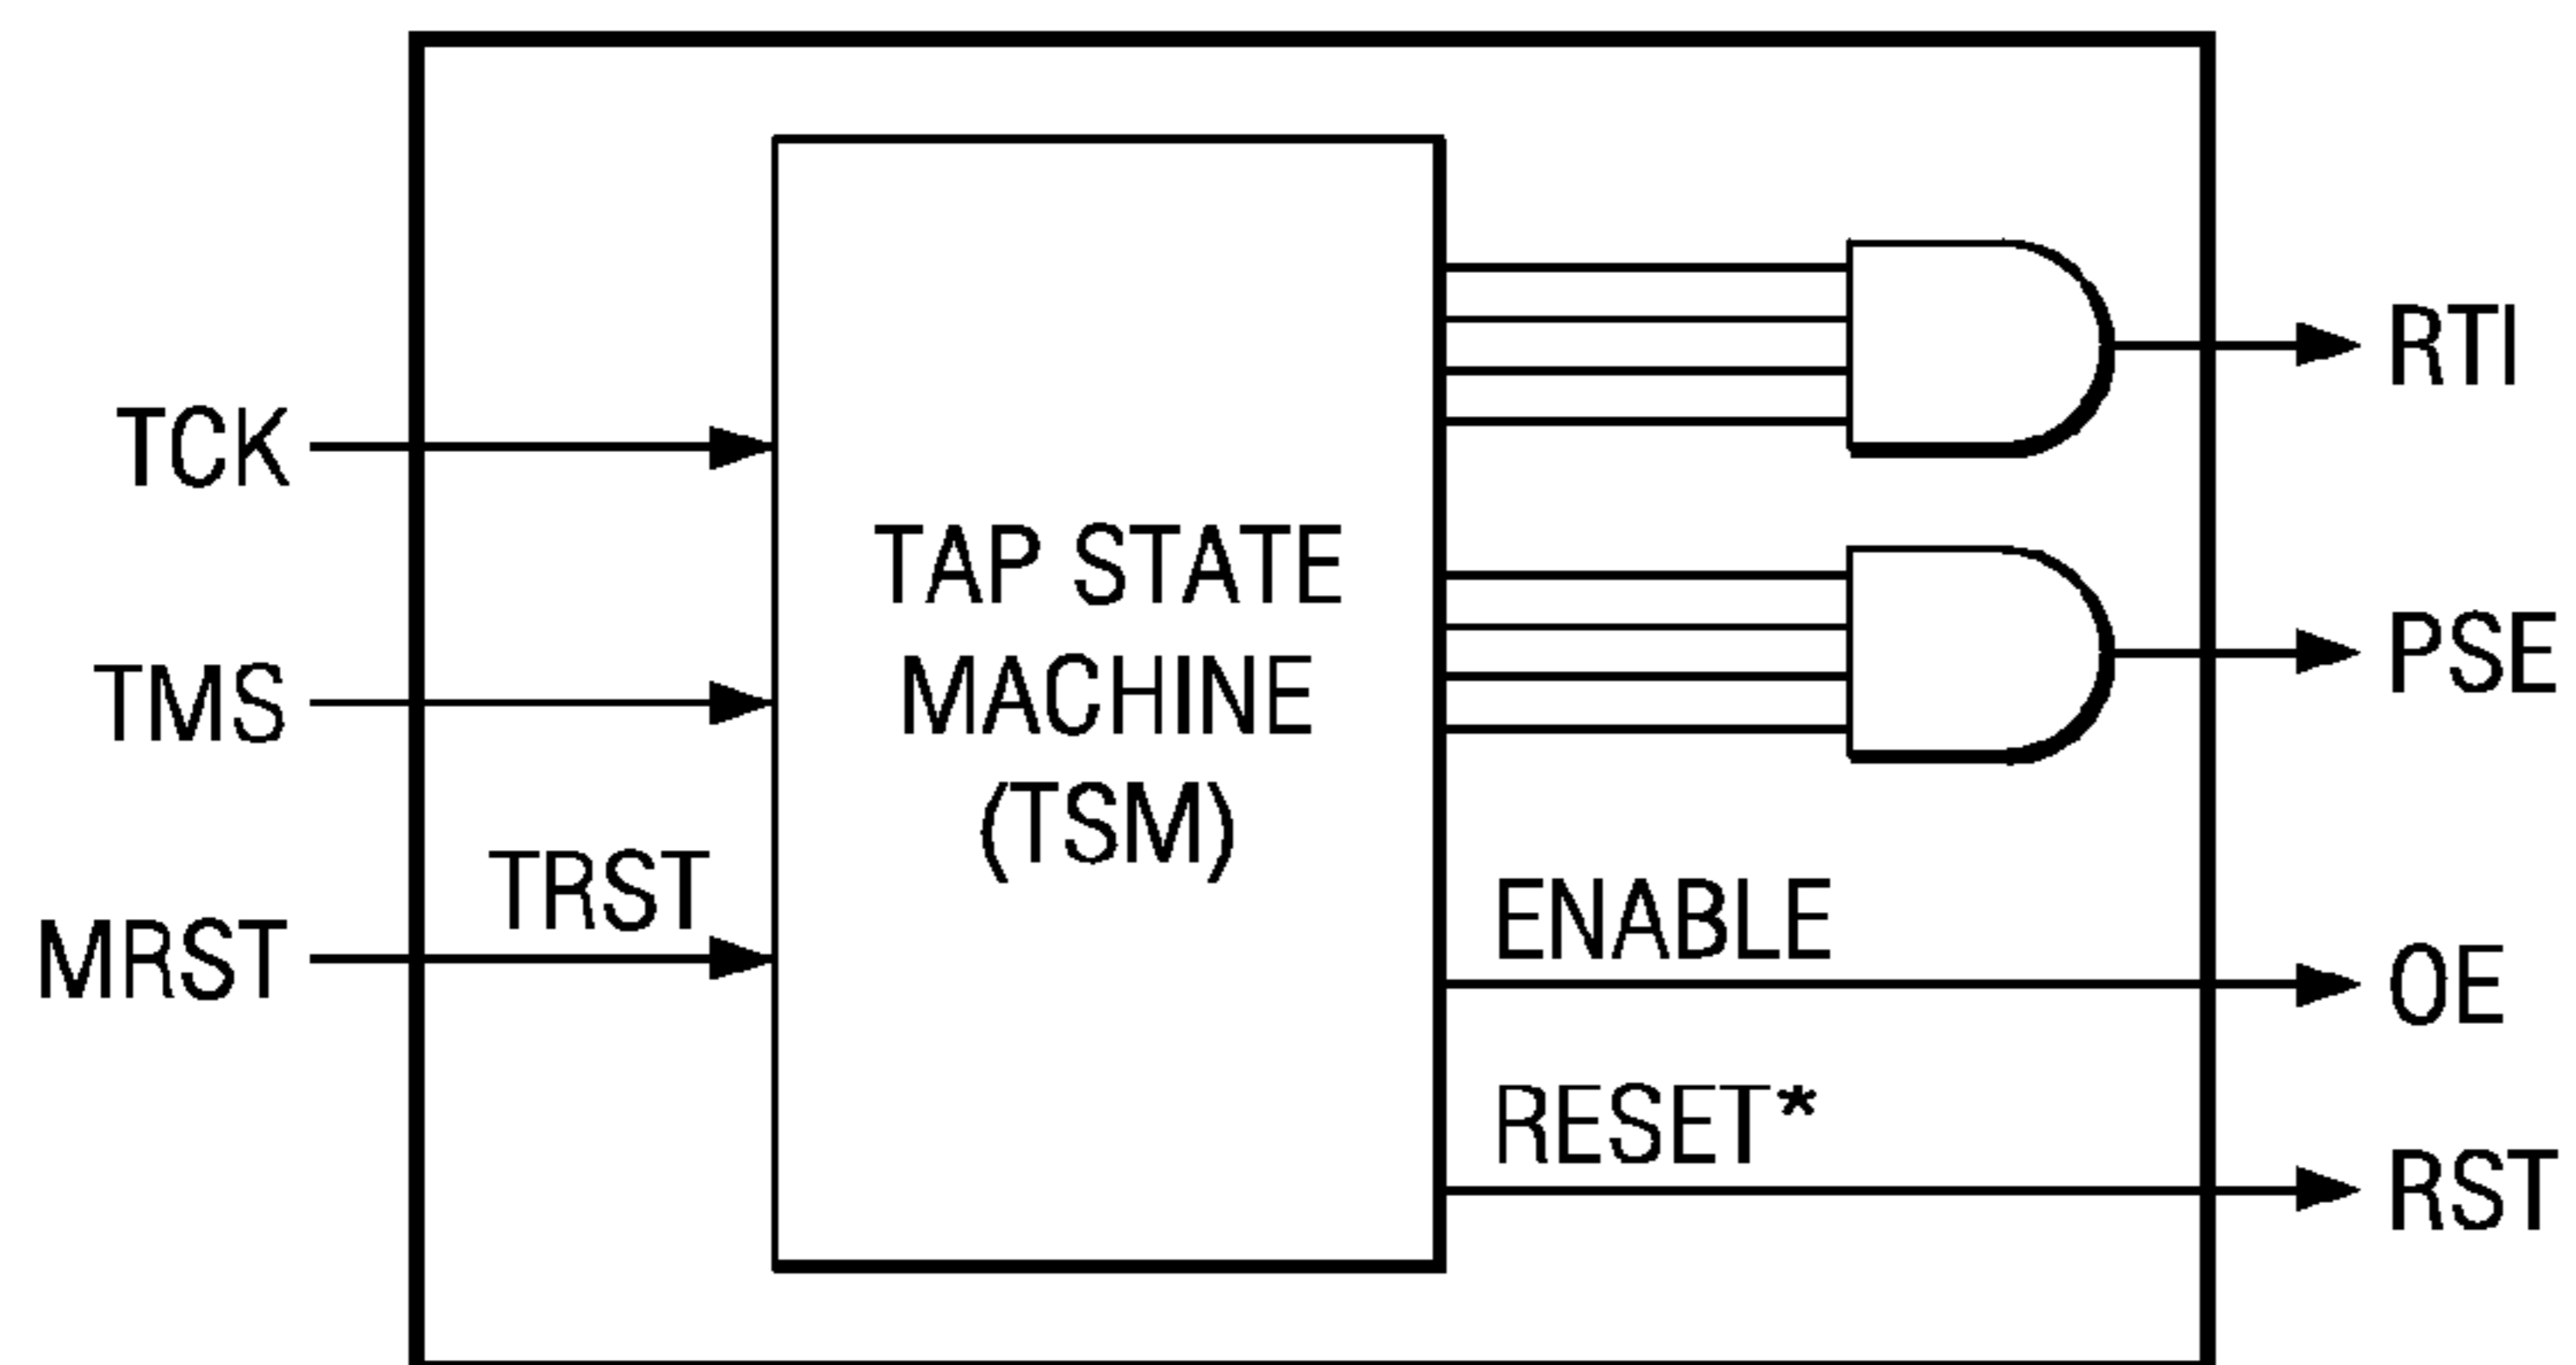 TCK
TMS
MRST
TRST
TAP STATE
MACHINE
(TSM)
ENABLE
RESET*
RTI
PSE
OE
RST